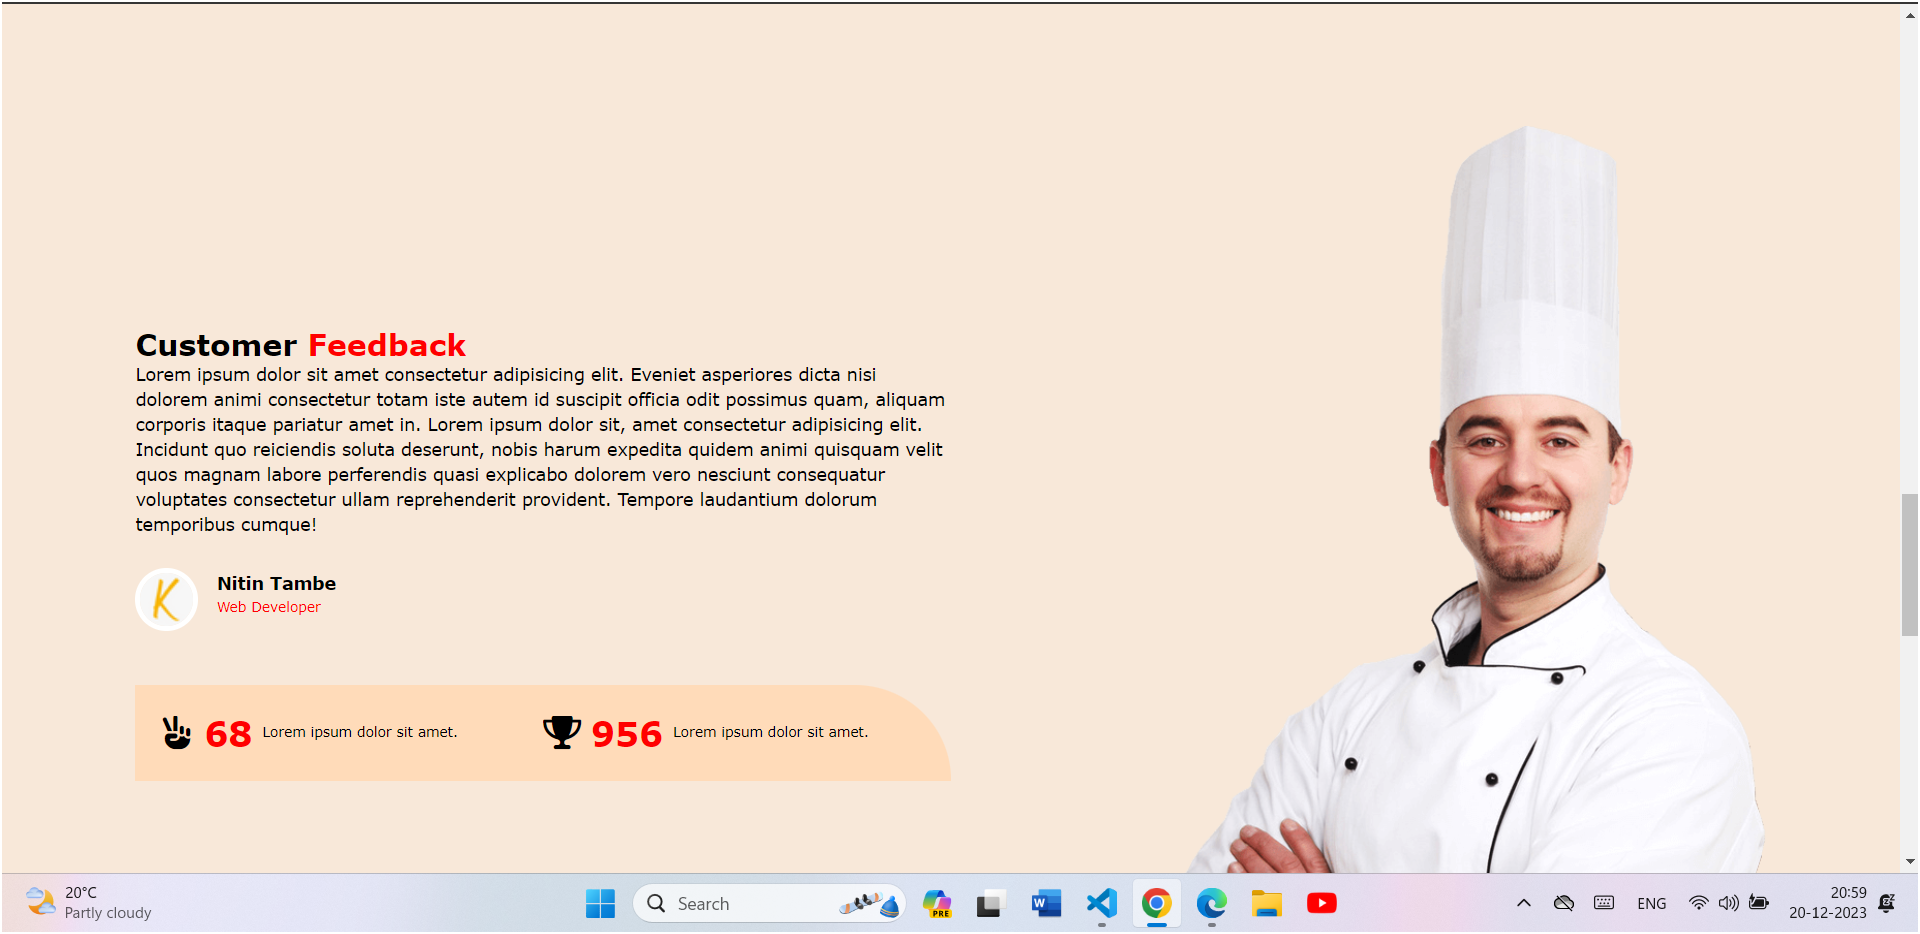 Customer Feedback
Lorem ipsum dolor sit amet consectetur adipisicing elit. Eveniet asperiores dicta nisi
dolorem animi consectetur totam iste autem id suscipit officia odit possimus quam, aliquam
corporis itaque pariatur amet in. Lorem ipsum dolor sit, amet consectetur adipisicing elit.
Incidunt quo reiciendis soluta deserunt, nobis harum expedita quidem animi quisquam velit
quos magnam labore perferendis quasi explicabo dolorem vero nesciunt consequatur
voluptates consectetur ullam reprehenderit provident. Tempore laudantium dolorum
temporibus cumque!
K
Nitin Tambe
Web Developer
68 Lorem ipsum dolor sit amet.
956 Lorem ipsum dolor sit amet.
20°C
Partly cloudy
Search
PRE
W
ENG
20:59
20-12-2023